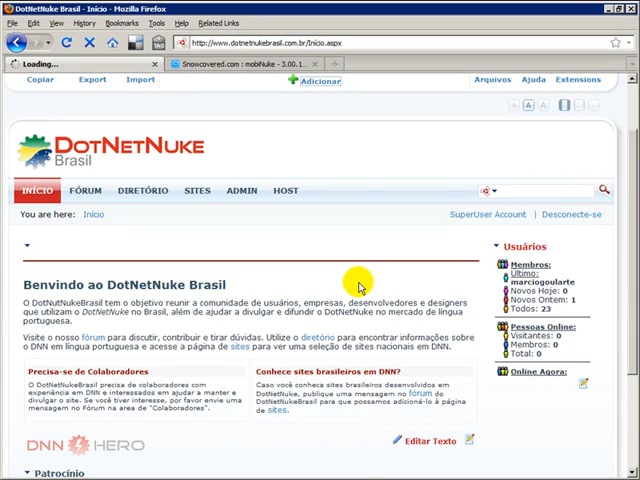 DotNetNuke Brasil - Início - Mozilla Firefox
File Edit View History Bookmarks Tools Help Related Links
TAG http://www.dotnetnukebrasil.com.br/Início.aspx
Loading... Snowcovered.com : mobiNuke - 3.00.1...
Copiar Export Import Adicionar Arquivos Ajuda Extensions
A A A
DOTNETNUKE
Brasil
INÍCIO FÓRUM DIRETÓRIO SITES ADMIN HOST
You are here: Início SuperUser Account | Desconecte-se
Usuários
Membros:
Último:
marciogoularte
Novos Hoje: 0
Novos Ontem: 1
Todos: 23
Pessoas Online:
Visitantes: 0
Membros: 0
Total: 0
Online Agora:
Benvindo ao DotNetNuke Brasil
O DotNutNukeBrasil tem o objetivo reunir a comunidade de usuários, empresas, desenvolvedores e designers
que utilizam o DotNetNuke no Brasil, além de ajudar a divulgar e difundir o DotNetNuke no mercado de língua
portuguesa.
Visite o nosso fórum para discutir, contribuir e tirar dúvidas. Utilize o diretório para encontrar informações sobre
o DNN em língua portuguesa e acesse a página de sites para ver uma seleção de sites nacionais em DNN.
Precisa-se de Colaboradores
O DotNetNukeBrasil precisa de colaboradores com
experiência em DNN e interessados em ajudar a manter e
divulgar o site. Se você tiver interesse, por favor envie uma
mensagem no Fórum na area de "Colaboradores".
Conhece sites brasileiros em DNN?
Caso você conheça sites brasileiros desenvolvidos em
DotNetNuke, publique uma mensagem no fórum do
DotNetNukeBrasil para que possamos adicioná-ló á página
de sites.
DNN HERO
Editar Texto
Patrocínio